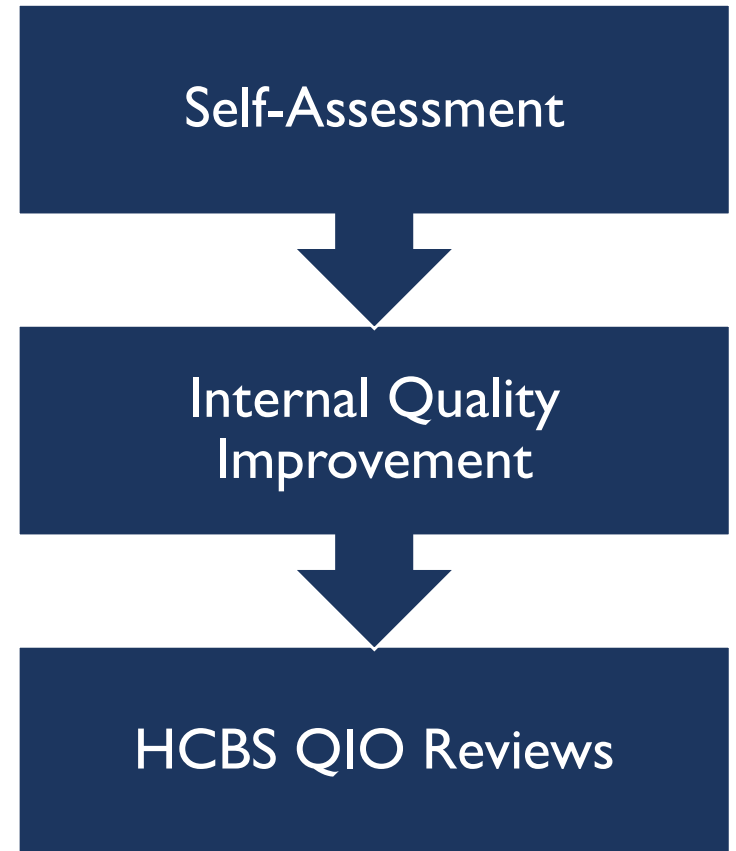 Self-Assessment
Internal Quality
Improvement
HCBS QIO Reviews